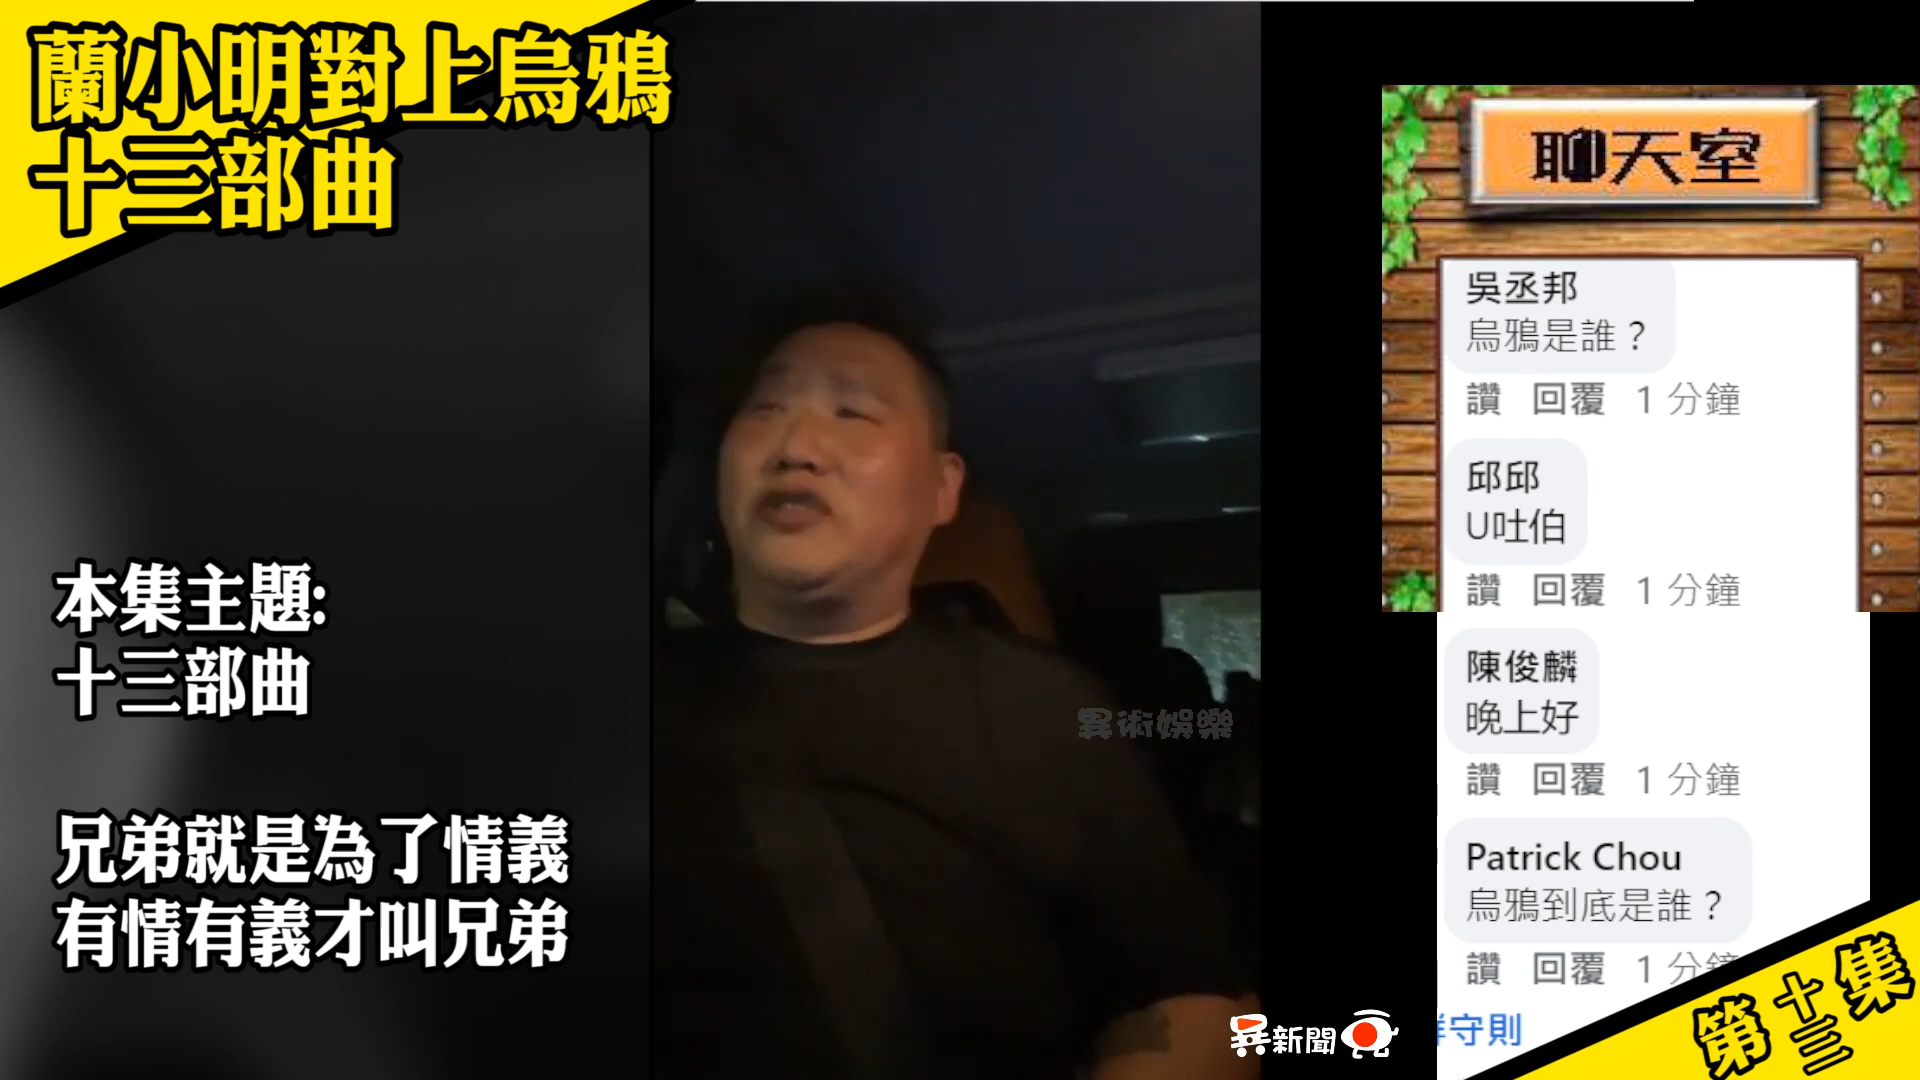 蘭小明對上烏鴉
十三部曲
本集主題:
十三部曲
兄弟就是為了情義
有情有義才叫兄弟
異術娛樂
異新聞
聊天室
吳丞邦
烏鴉是誰？
讚 回覆 1 分鐘
邱邱
U吐伯
讚 回覆 1 分鐘
陳俊麟
晚上好
讚 回覆 1 分鐘
Patrick Chou
烏鴉到底是誰？
讚 回覆 1 分鐘
守則
第十三集